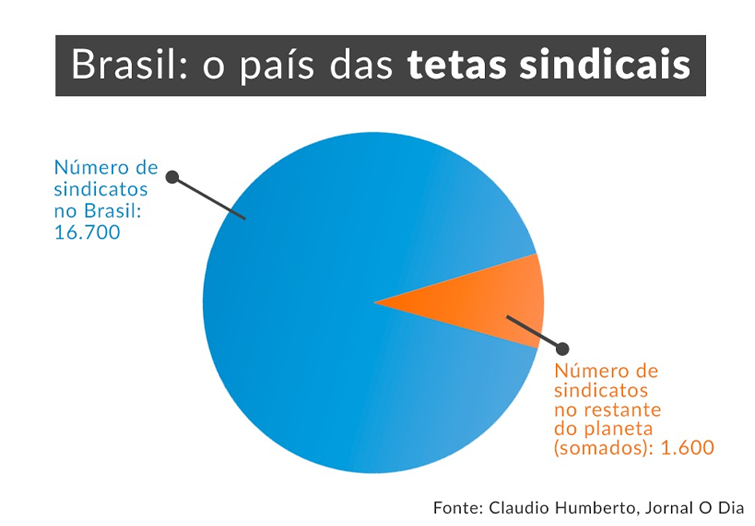 Brasil: o país das tetas sindicais
Número de
sindicatos
no Brasil:
16.700
Número de
sindicatos
no restante
do planeta
(somados): 1.600
Fonte: Claudio Humberto, Jornal O Dia